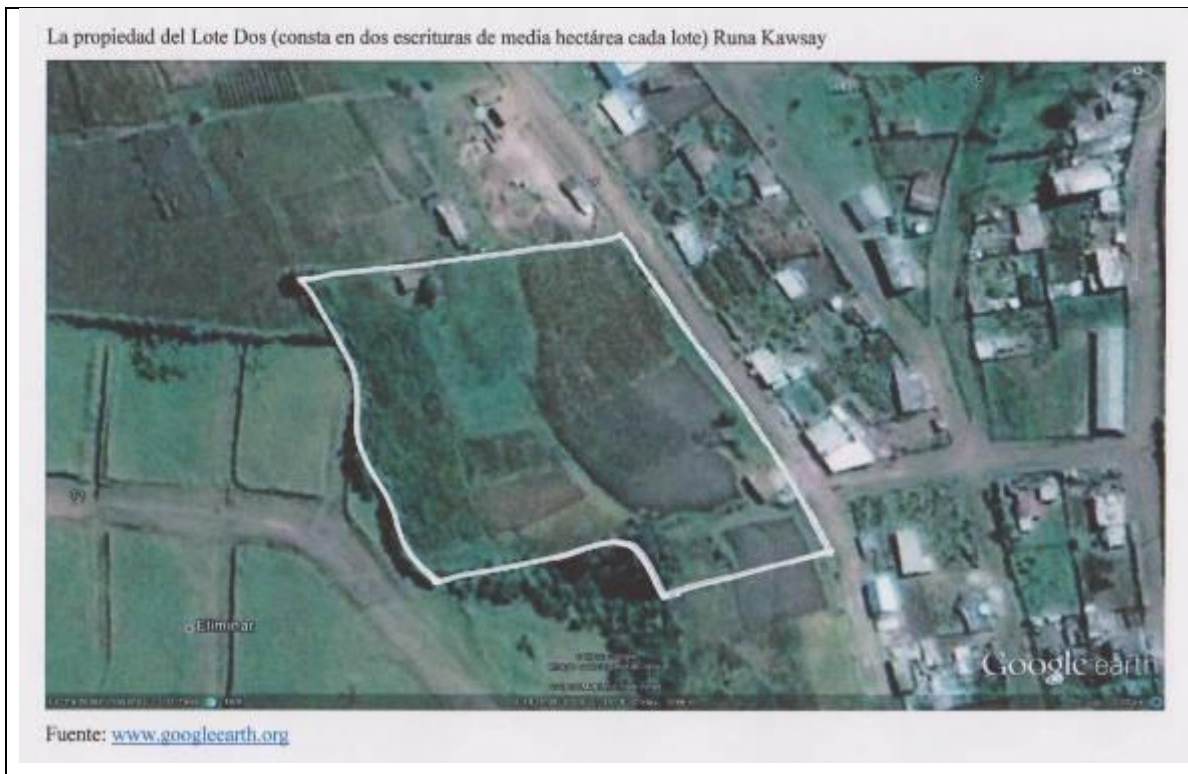 La propiedad del Lote Dos (consta en dos escrituras de media hectárea cada lote) Runa Kawsay
Eliminar
Google earth
Fuente: www.googleearth.org